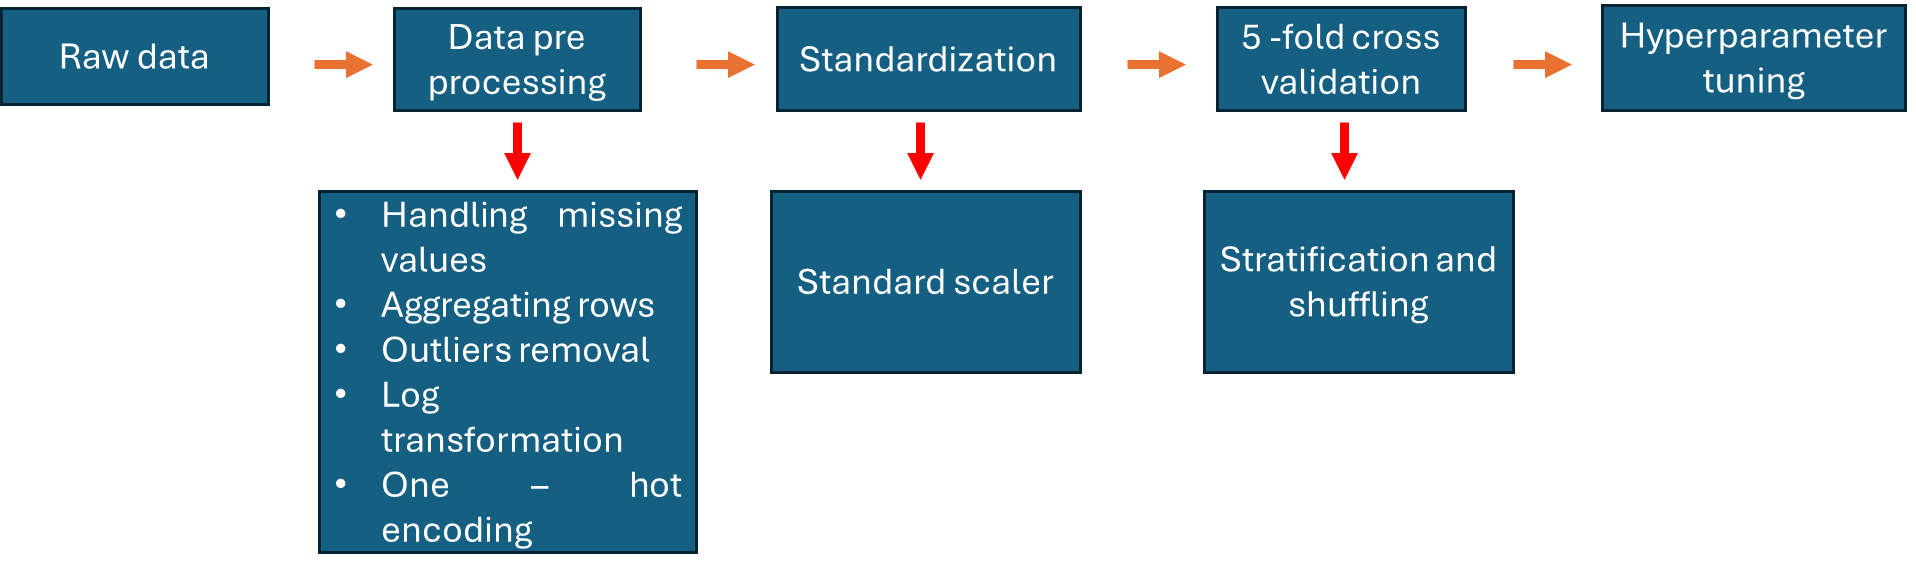 Raw data
Data pre
processing
Standardization
5 -fold cross
validation
Hyperparameter
tuning
• Handling missing
values
• Aggregating rows
• Outliers removal
• Log
transformation
• One – hot
encoding
Standard scaler
Stratification and
shuffling